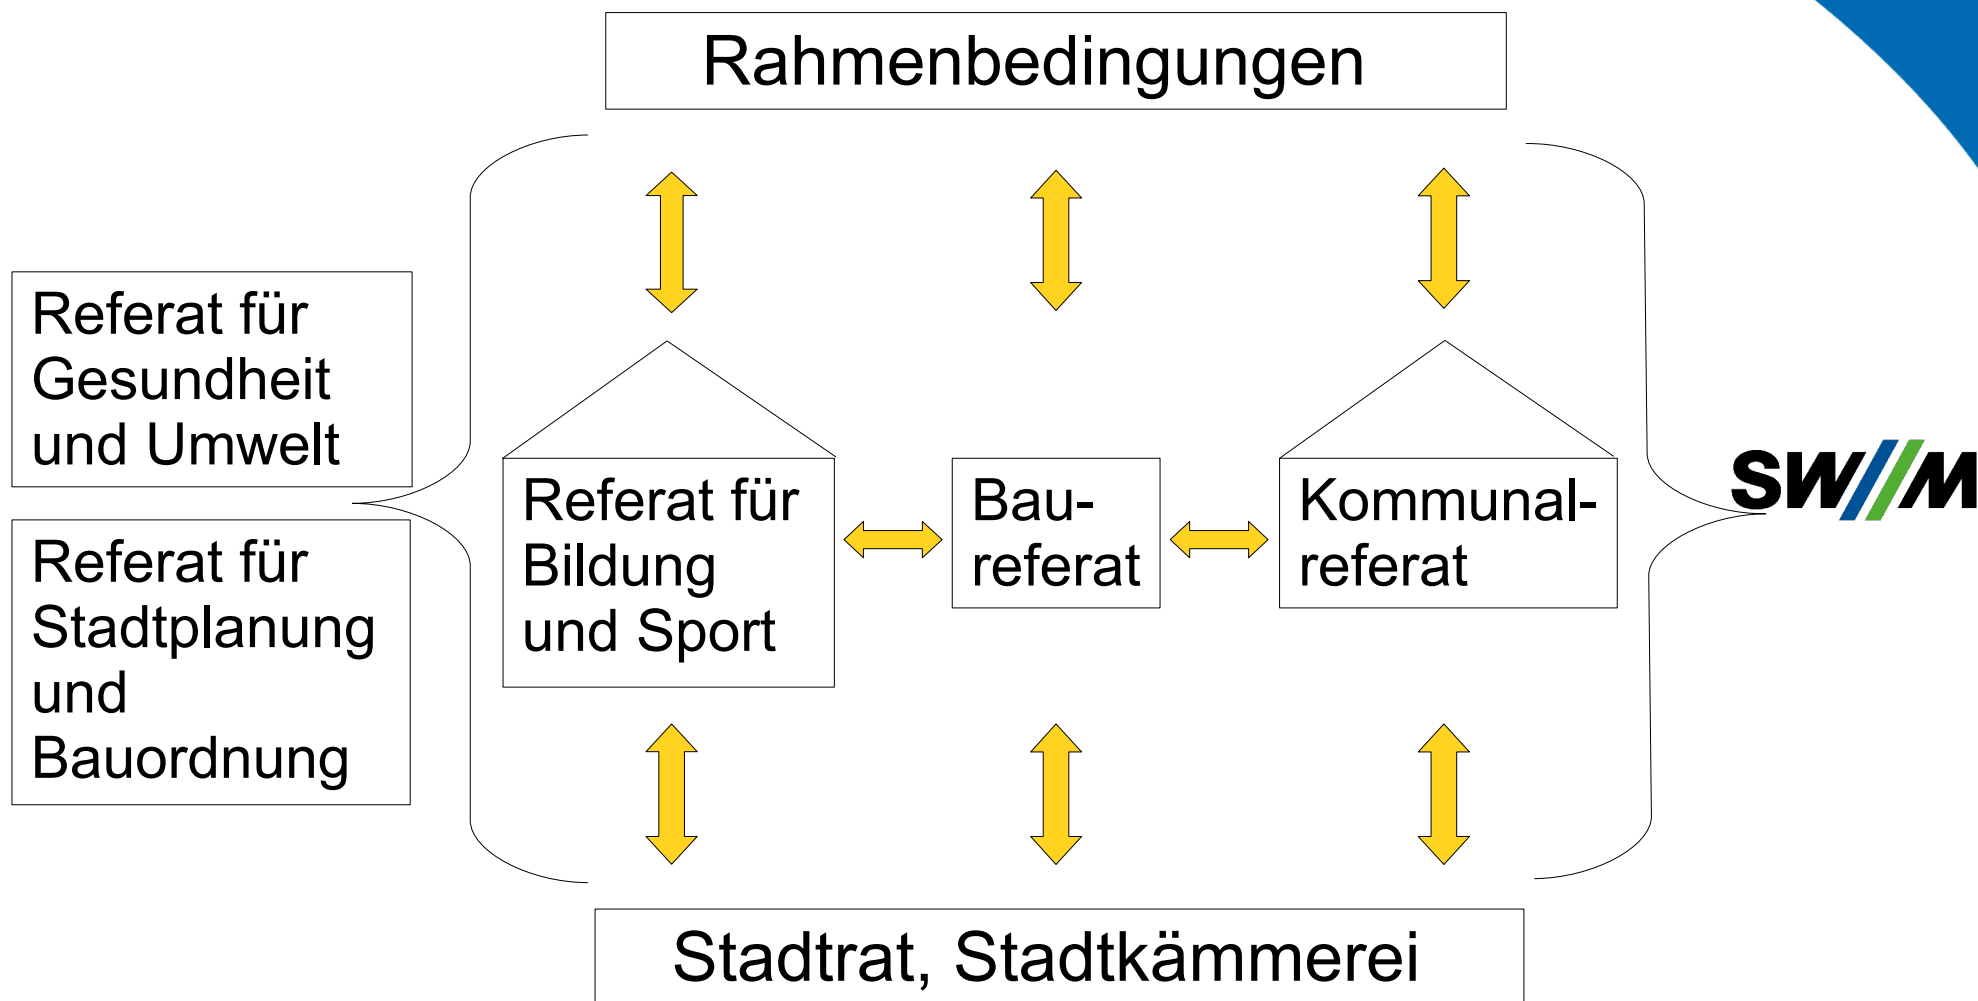 Rahmenbedingungen
Referat für
Gesundheit
und Umwelt
Referat für
Stadtplanung
und
Bauordnung
Referat für
Bildung
und Sport
Bau-
referat
Kommunal-
referat
SW//M
Stadtrat, Stadtkämmerei